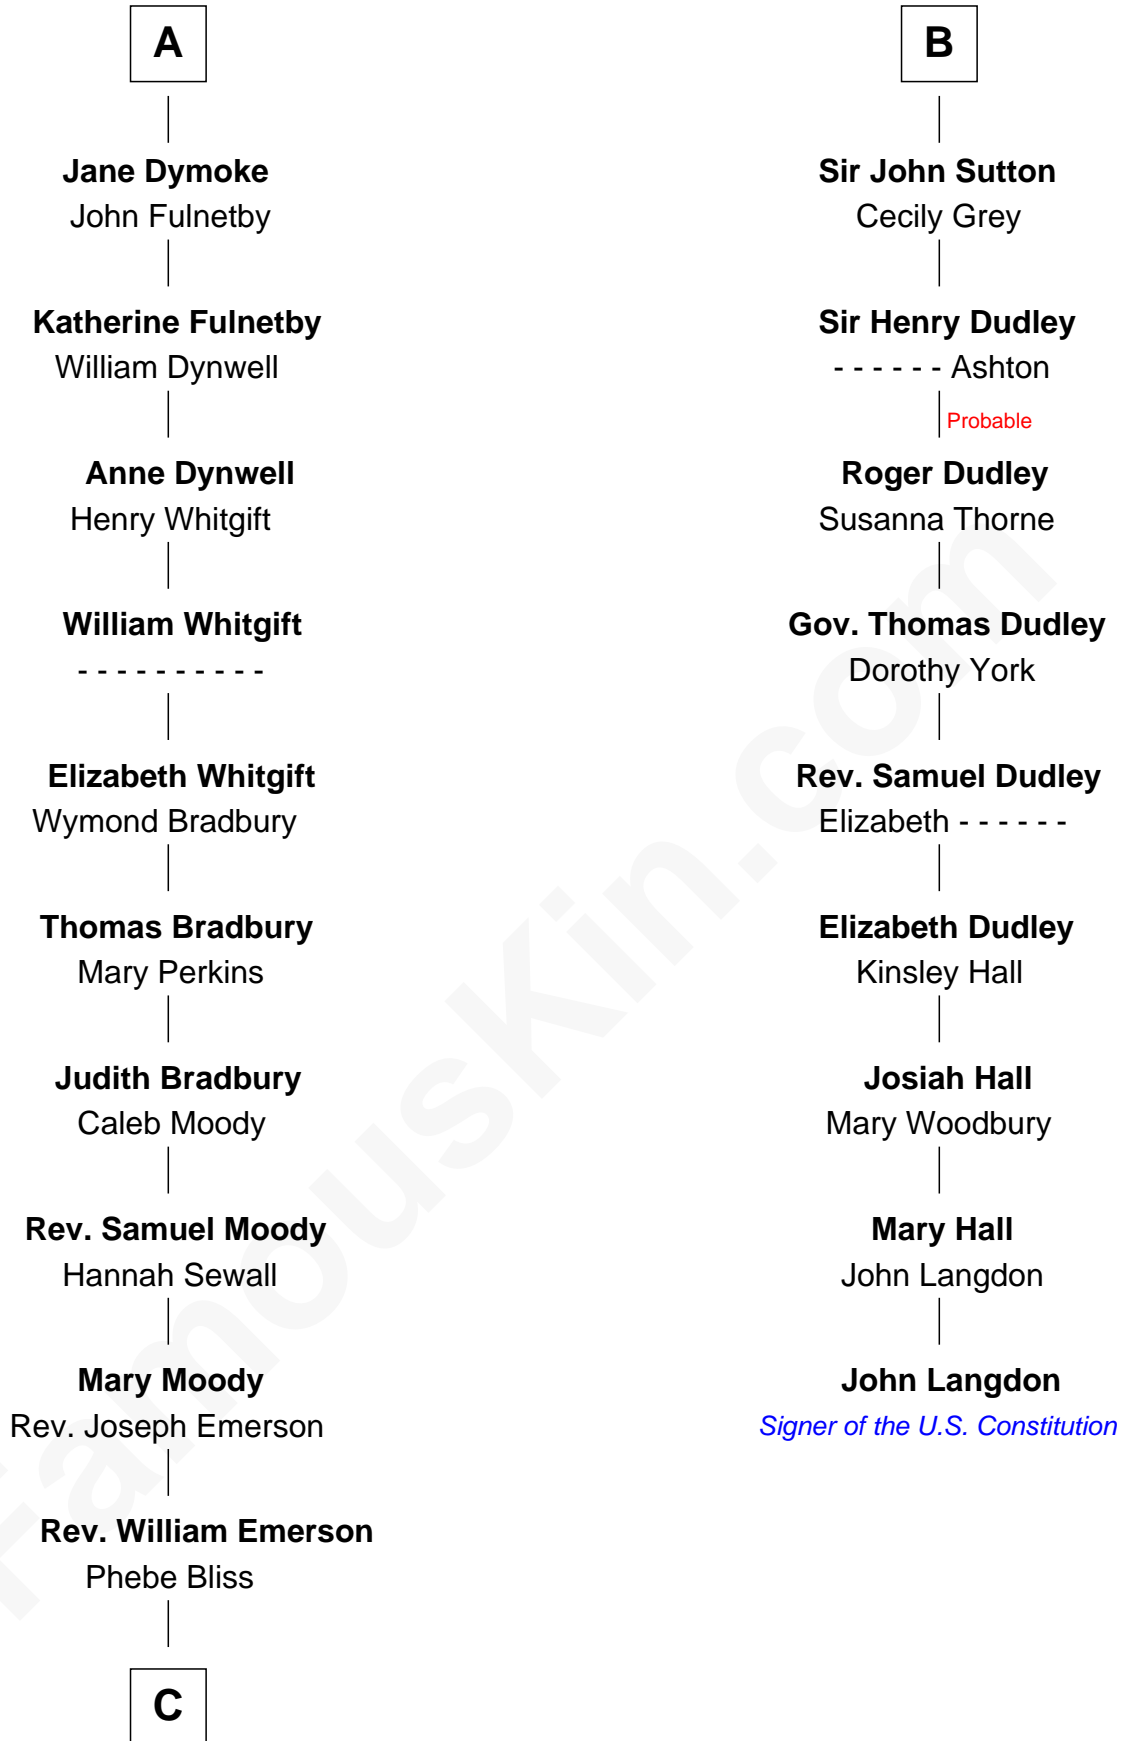 A
Jane Dymoke
John Fulnetby
Katherine Fulnetby
William Dynwell
Anne Dynwell
Henry Whitgift
William Whitgift
- - - - - - - - - -
Elizabeth Whitgift
Wymond Bradbury
Thomas Bradbury
Mary Perkins
Judith Bradbury
Caleb Moody
Rev. Samuel Moody
Hannah Sewall
Mary Moody
Rev. Joseph Emerson
Rev. William Emerson
Phebe Bliss
C
B
Sir John Sutton
Cecily Grey
Sir Henry Dudley
- - - - - - Ashton
Probable
Roger Dudley
Susanna Thorne
Gov. Thomas Dudley
Dorothy York
Rev. Samuel Dudley
Elizabeth - - - - - -
Elizabeth Dudley
Kinsley Hall
Josiah Hall
Mary Woodbury
Mary Hall
John Langdon
John Langdon
Signer of the U.S. Constitution
FamousKin.com